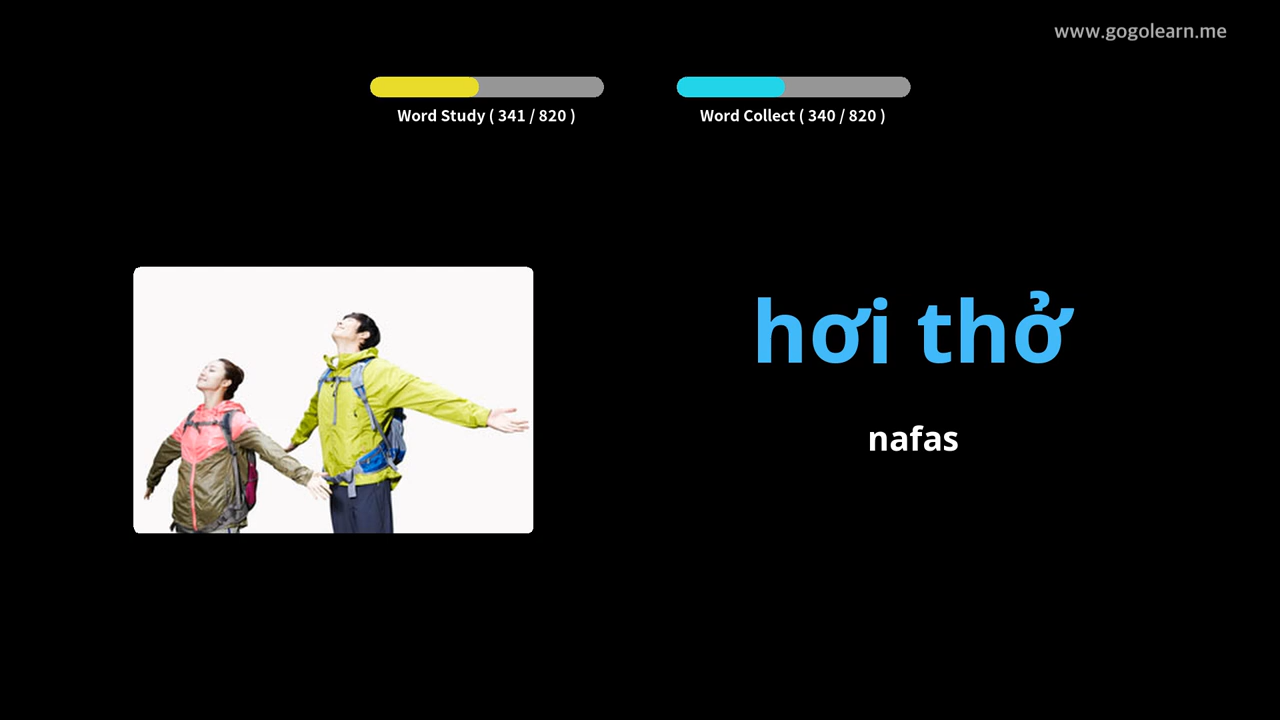 www.gogolearn.me
Word Study ( 341 / 820 )
Word Collect ( 340 / 820 )
hơi thở
nafas